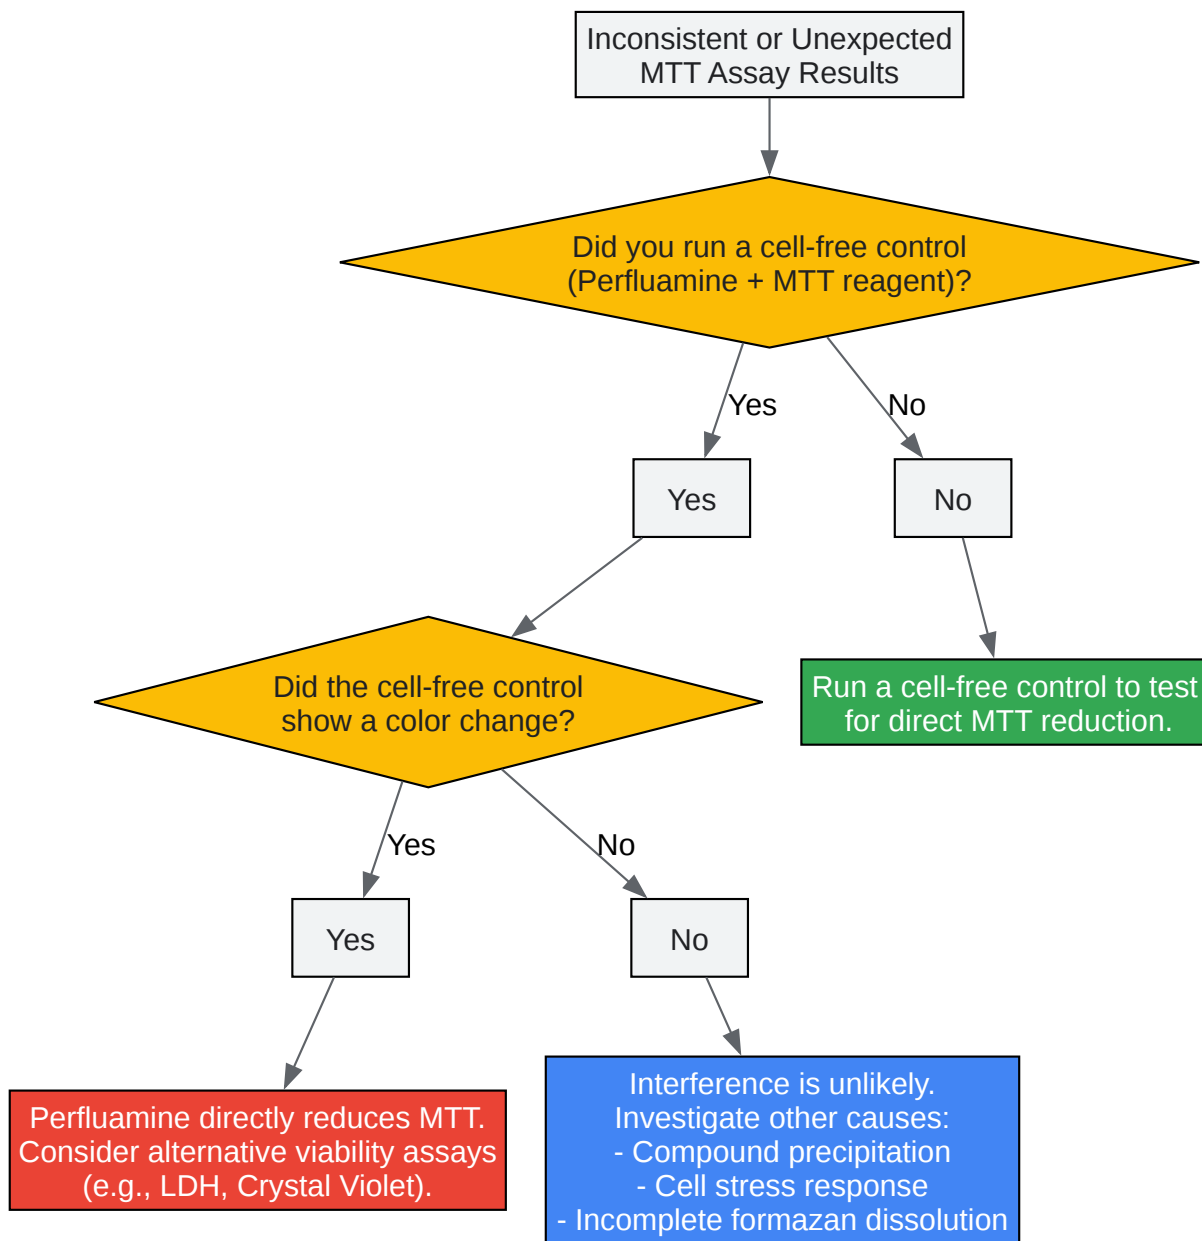 Inconsistent or Unexpected
MTT Assay Results
Did you run a cell-free control
(Perfluamine + MTT reagent)?
Yes
No
Yes
No
Did the cell-free control
show a color change?
Run a cell-free control to test
for direct MTT reduction.
Yes
No
Yes
No
Perfluamine directly reduces MTT.
Consider alternative viability assays
(e.g., LDH, Crystal Violet).
Interference is unlikely.
Investigate other causes:
- Compound precipitation
- Cell stress response
- Incomplete formazan dissolution